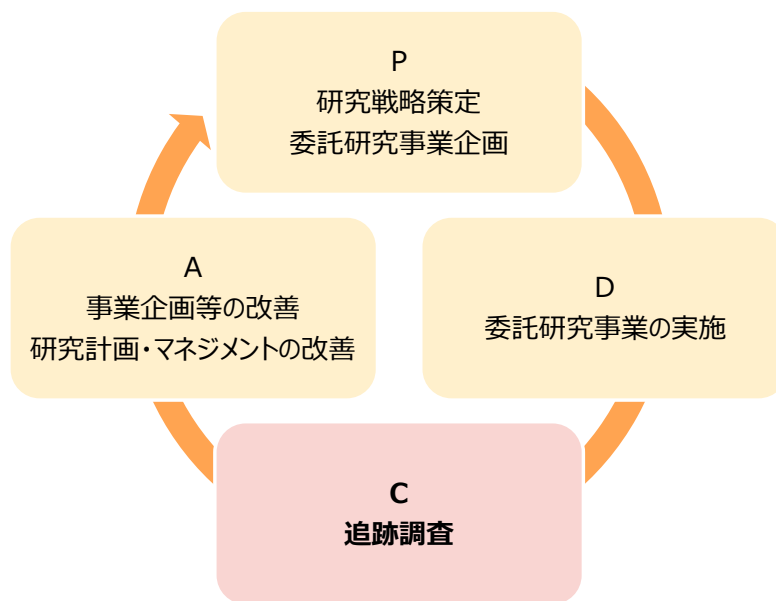 P
研究戦略策定
委託研究事業企画
D
委託研究事業の実施
C
追跡調査
A
事業企画等の改善
研究計画・マネジメントの改善